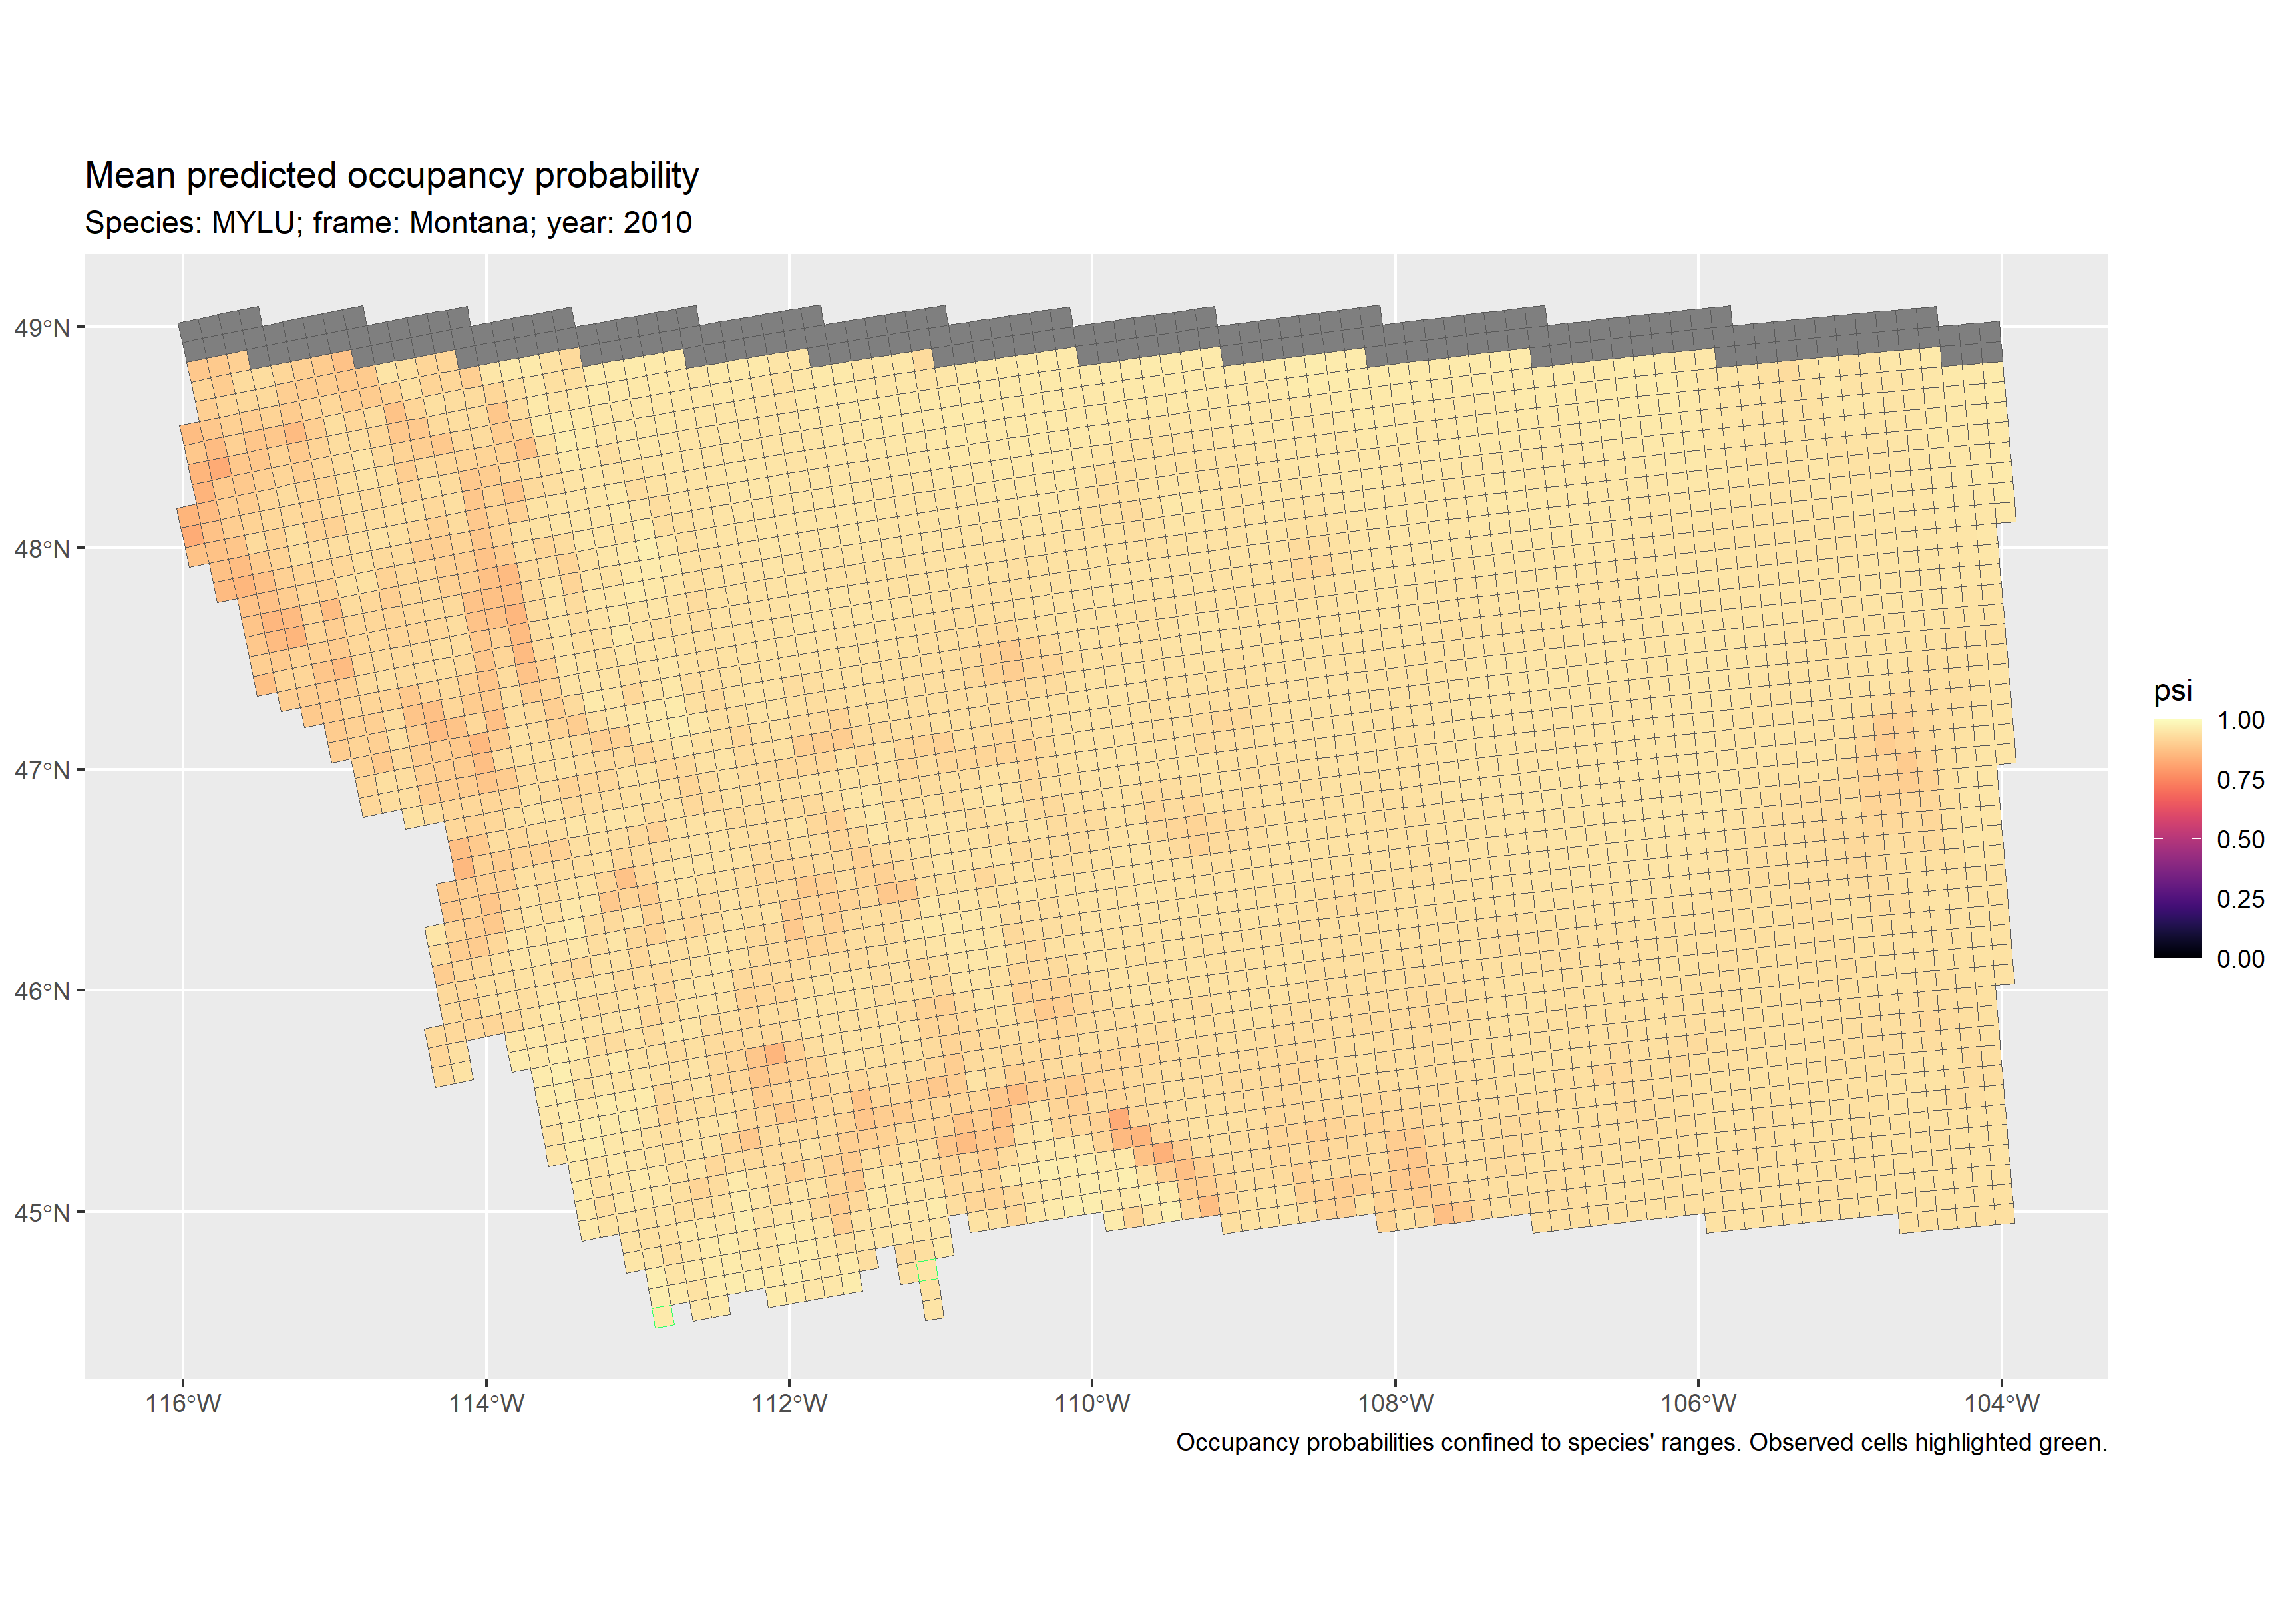 Mean predicted occupancy probability
Species: MYLU; frame: Montana; year: 2010
49°N
48°N
47°N
46°N
45°N
116°W
114°W
112°W
110°W
108°W
106°W
104°W
psi
1.00
0.75
0.50
0.25
0.00
Occupancy probabilities confined to species' ranges. Observed cells highlighted green.